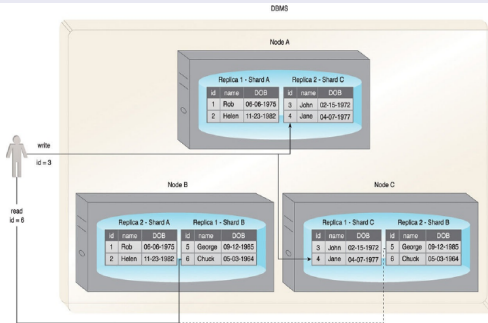 DBMS
Node A
Replica 1 - Shard A Replica 2 - Shard C
id name DOB id name DOB
1 Rob 06-06-1975 3 John 02-15-1972
2 Helen 11-23-1982 4 Jane 04-07-1977
write
id = 3
Node B
Replica 2 - Shard A Replica 1 - Shard B
id name DOB id name DOB
1 Rob 06-06-1975 5 George 09-12-1985
2 Helen 11-23-1982 6 Chuck 05-03-1964
Node C
Replica 1 - Shard C Replica 2 - Shard B
id name DOB id name DOB
3 John 02-15-1972 5 George 09-12-1985
4 Jane 04-07-1977 6 Chuck 05-03-1964
read
id = 6